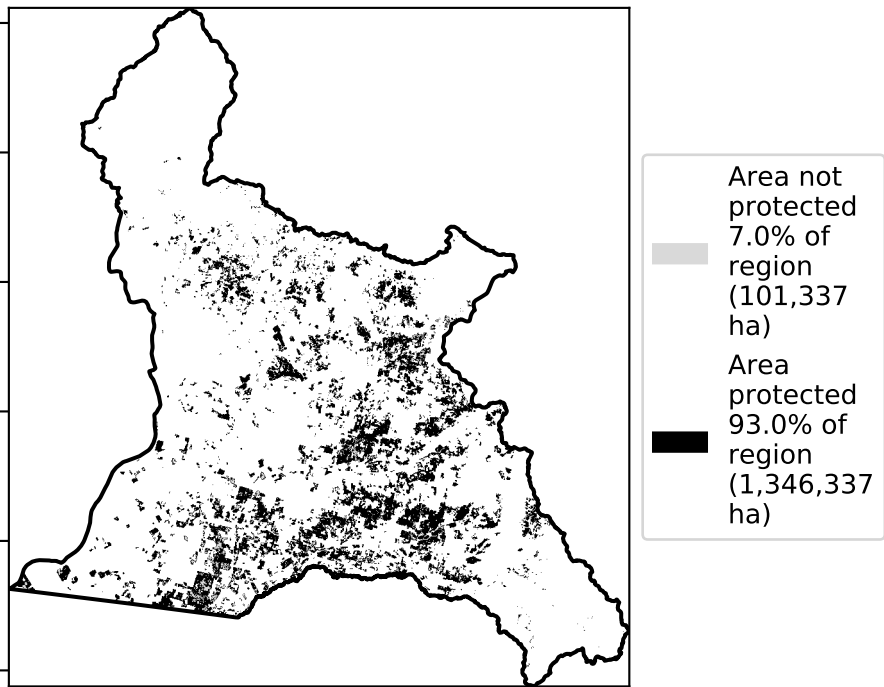 Area not
protected
7.0% of
region
(101,337
ha)
Area
protected
93.0% of
region
(1,346,337
ha)